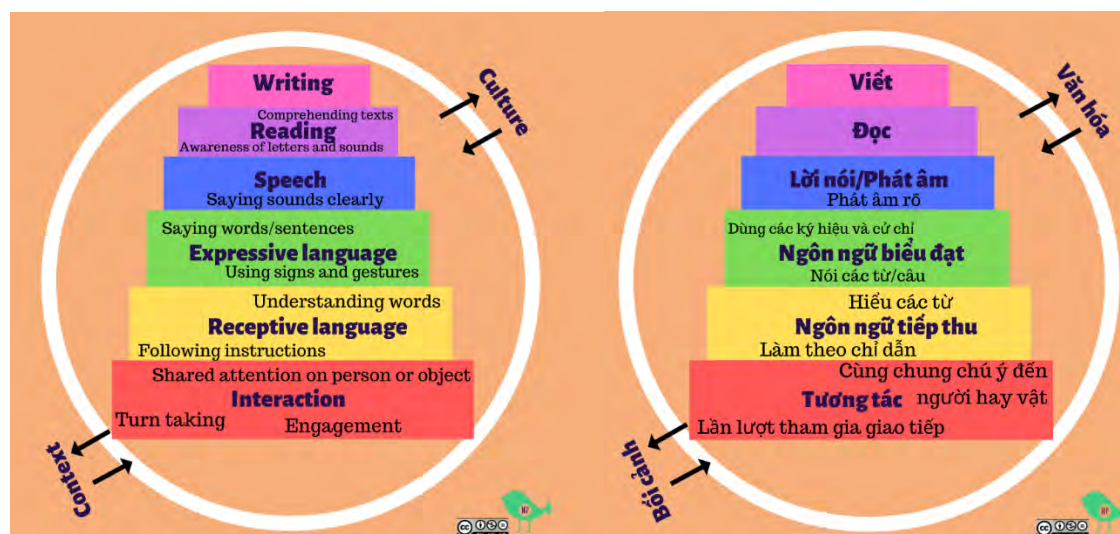 Writing
Comprehending texts
Reading
Awareness of letters and sounds
Speech
Saying sounds clearly
Saying words/sentences
Expressive language
Using signs and gestures
Understanding words
Receptive language
Following instructions
Shared attention on person or object
Interaction
Turn taking
Engagement
Culture
Context
Viết
Đọc
Lời nói/Phát âm
Phát âm rõ
Dùng các ký hiệu và cử chỉ
Ngôn ngữ biểu đạt
Nói các từ/câu
Hiểu các từ
Ngôn ngữ tiếp thu
Làm theo chỉ dẫn
Cùng chung chú ý đến
Tương tác người hay vật
Lần lượt tham gia giao tiếp
Văn hóa
Bối cảnh